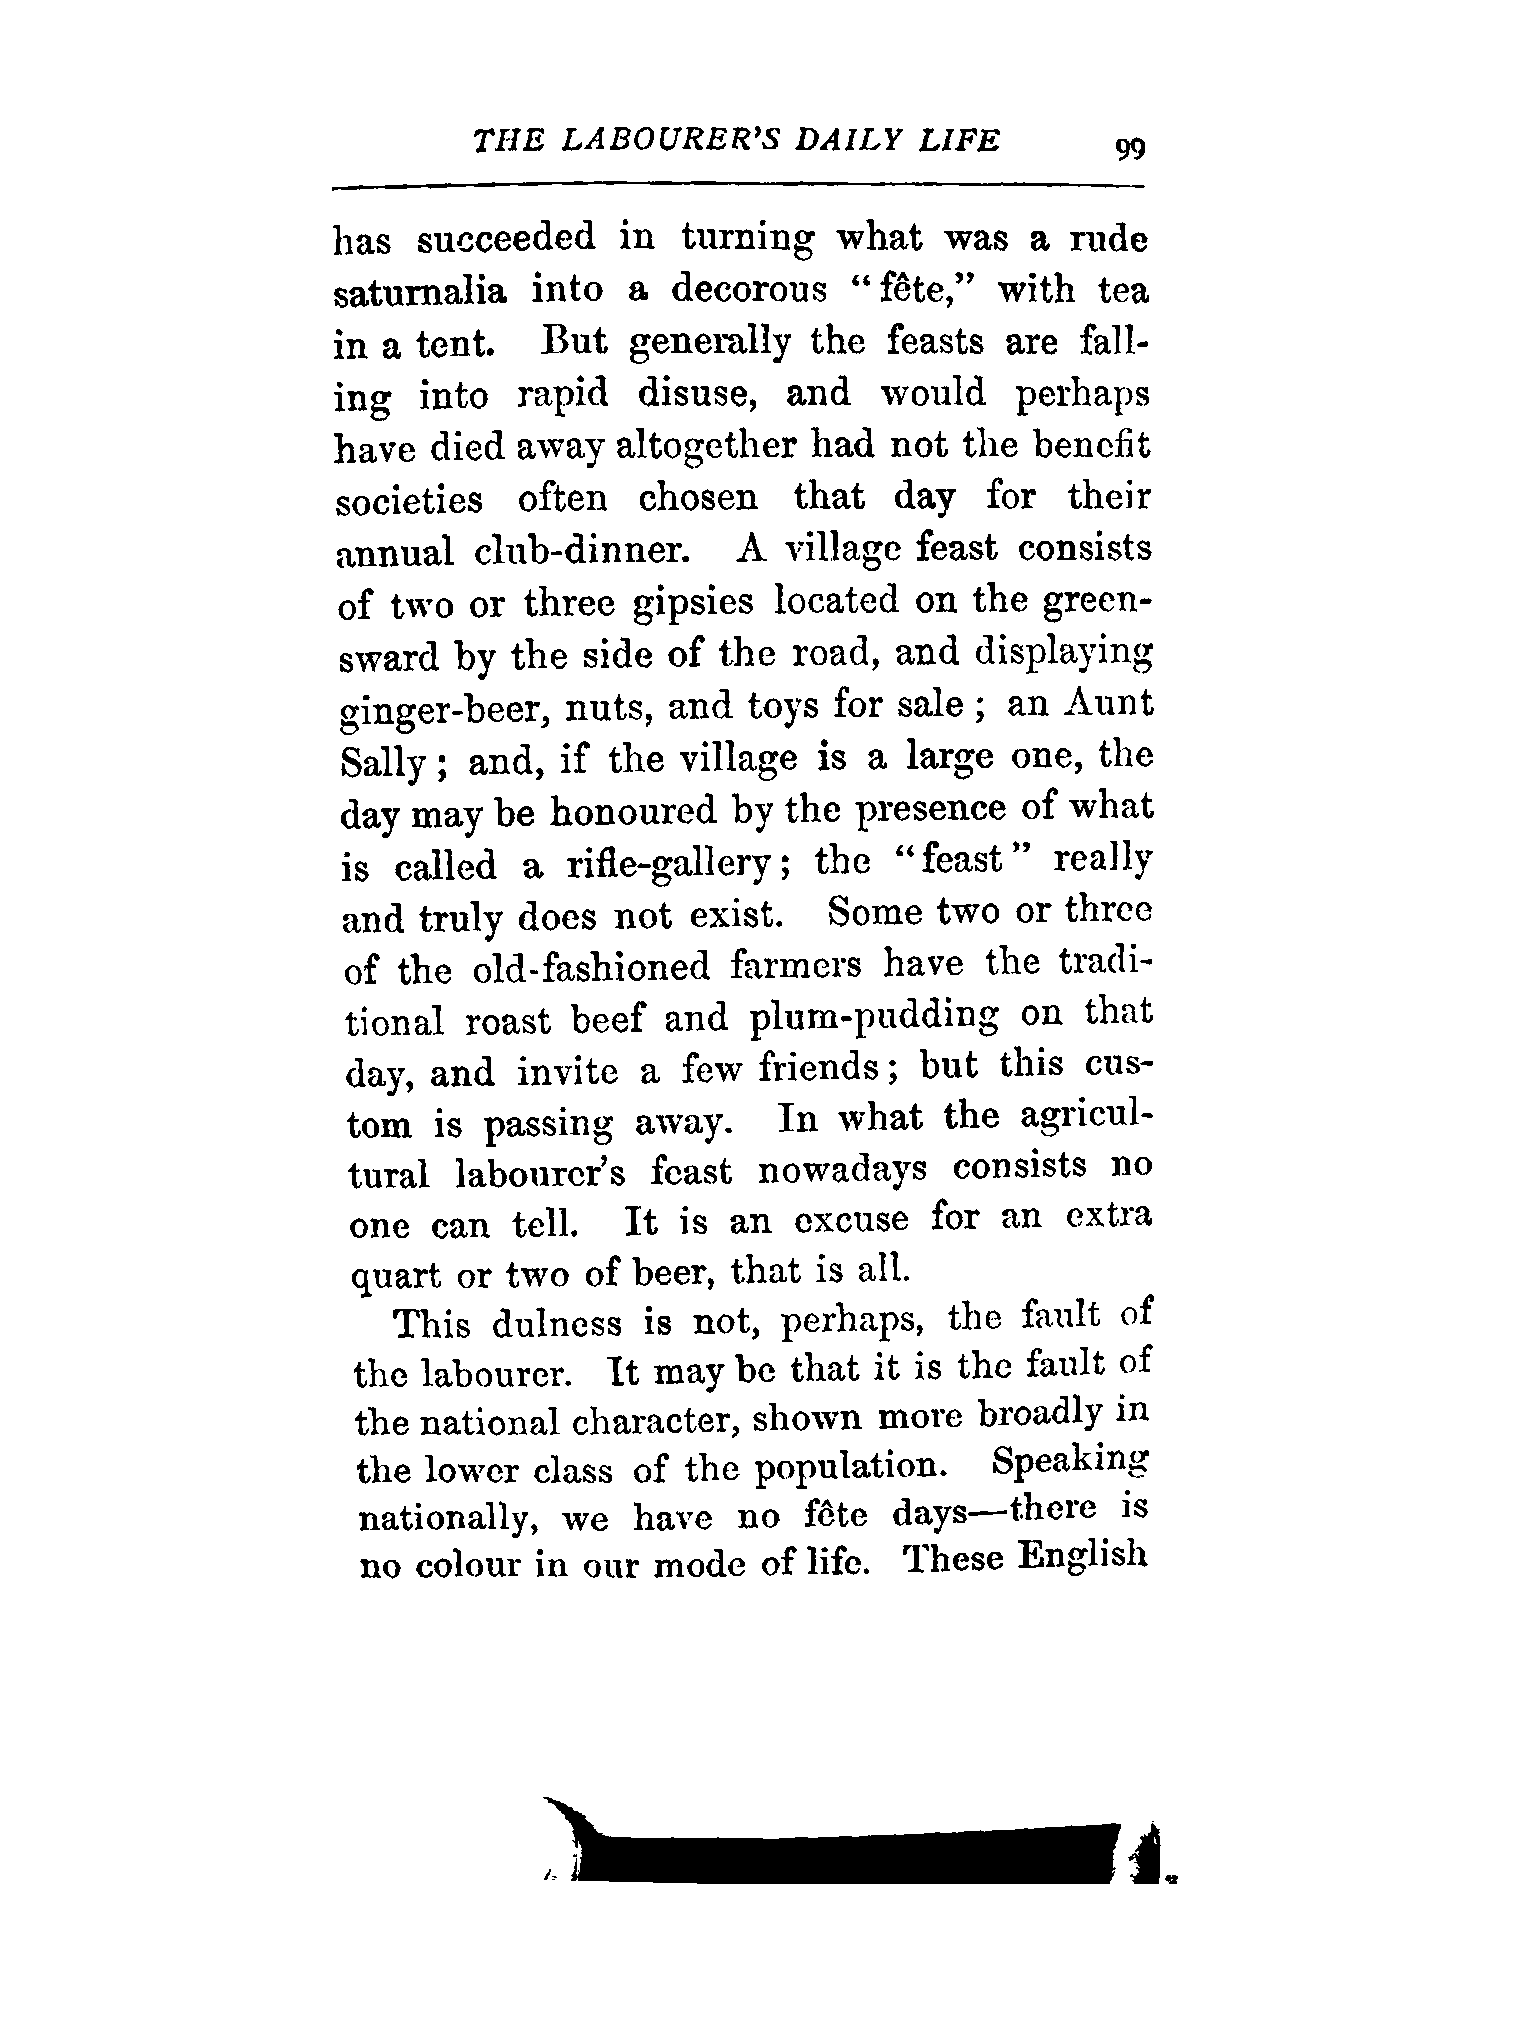 THE LABOURER'S DAILY LIFE 99
has succeeded in turning what was a rude
saturnalia into a decorous "fête," with tea
in a tent. But generally the feasts are fall-
ing into rapid disuse, and would perhaps
have died away altogether had not the benefit
societies often chosen that day for their
annual club-dinner. A village feast consists
of two or three gipsies located on the green-
sward by the side of the road, and displaying
ginger-beer, nuts, and toys for sale; an Aunt
Sally; and, if the village is a large one, the
day may be honoured by the presence of what
is called a rifle-gallery; the "feast" really
and truly does not exist. Some two or three
of the old-fashioned farmers have the tradi-
tional roast beef and plum-pudding on that
day, and invite a few friends; but this cus-
tom is passing away. In what the agricul-
tural labourer's feast nowadays consists no
one can tell. It is an excuse for an extra
quart or two of beer, that is all.
This dulness is not, perhaps, the fault of
the labourer. It may be that it is the fault of
the national character, shown more broadly in
the lower class of the population. Speaking
nationally, we have no fête days—there is
no colour in our mode of life. These English